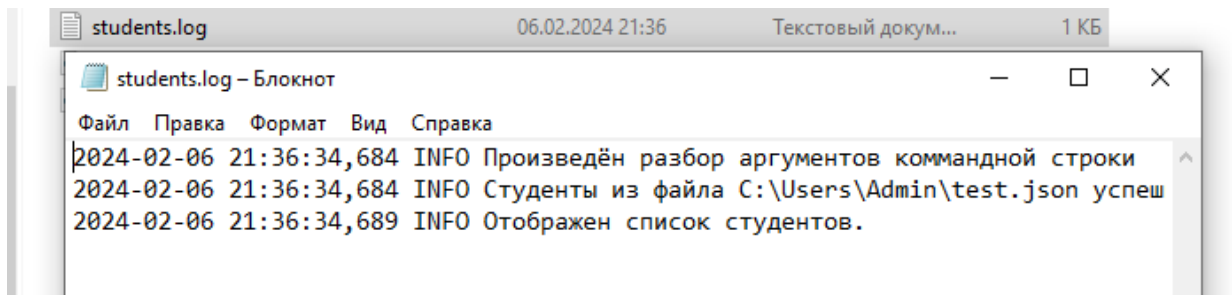 students.log 06.02.2024 21:36 Текстовый докум... 1 КБ
students.log – Блокнот
Файл Правка Формат Вид Справка
2024-02-06 21:36:34,684 INFO Произведён разбор аргументов коммандной строки
2024-02-06 21:36:34,684 INFO Студенты из файла C:\Users\Admin\test.json успеш
2024-02-06 21:36:34,689 INFO Отображен список студентов.